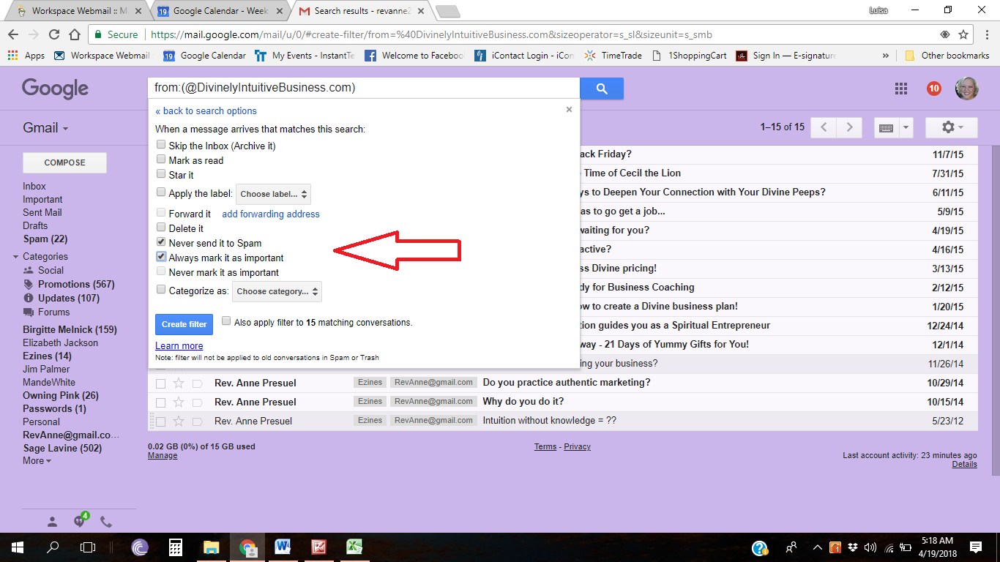 Workspace Webmail :: M
Google Calendar - Week
Search results - revanne2
Luisa
Secure
https://mail.google.com/mail/u/0/#create-filter/from=%40DivinelyIntuitiveBusiness.com&sizeoperator=s_sl&sizeunit=s_smb
Apps
Workspace Webmail
19 Google Calendar
My Events - InstantTe
Welcome to Faceboo
iContact Login - iCon
TimeTrade
1ShoppingCart
Sign In — E-signature
»
Other bookmarks
Google
from:(@DivinelyIntuitiveBusiness.com)
10
« back to search options
Gmail
1–15 of 15
When a message arrives that matches this search:
Skip the Inbox (Archive it)
Mark as read
Star it
Apply the label: Choose label...
Forward it add forwarding address
Delete it
Never send it to Spam
Always mark it as important
Never mark it as important
Categorize as: Choose category...
Create filter Also apply filter to 15 matching conversations.
Learn more
Note: filter will not be applied to old conversations in Spam or Trash
COMPOSE
Inbox
Important
Sent Mail
Drafts
Spam (22)
Categories
Social
Promotions (567)
Updates (107)
Forums
Birgitte Melnick (159)
Elizabeth Jackson
Ezines (14)
Jim Palmer
MandeWhite
Owning Pink (26)
Passwords (1)
Personal
RevAnne@gmail.co…
Sage Lavine (502)
More
ack Friday? 11/7/15
Time of Cecil the Lion 7/31/15
ys to Deepen Your Connection with Your Divine Peeps? 6/11/15
as to go get a job... 5/9/15
waiting for you? 4/19/15
active? 4/16/15
ss Divine pricing! 3/13/15
dy for Business Coaching 2/12/15
ow to create a Divine business plan! 1/20/15
tion guides you as a Spiritual Entrepreneur 12/24/14
way - 21 Days of Yummy Gifts for You! 12/1/14
ing your business? 11/26/14
Rev. Anne Presuel Ezines RevAnne@gmail.com Do you practice authentic marketing? 10/29/14
Rev. Anne Presuel Ezines RevAnne@gmail.com Why do you do it? 10/15/14
Rev. Anne Presuel Ezines RevAnne@gmail.com Intuition without knowledge = ?? 5/23/12
0.02 GB (0%) of 15 GB used
Manage
Terms - Privacy
Last account activity: 23 minutes ago
Details
4
5:18 AM
4/19/2018